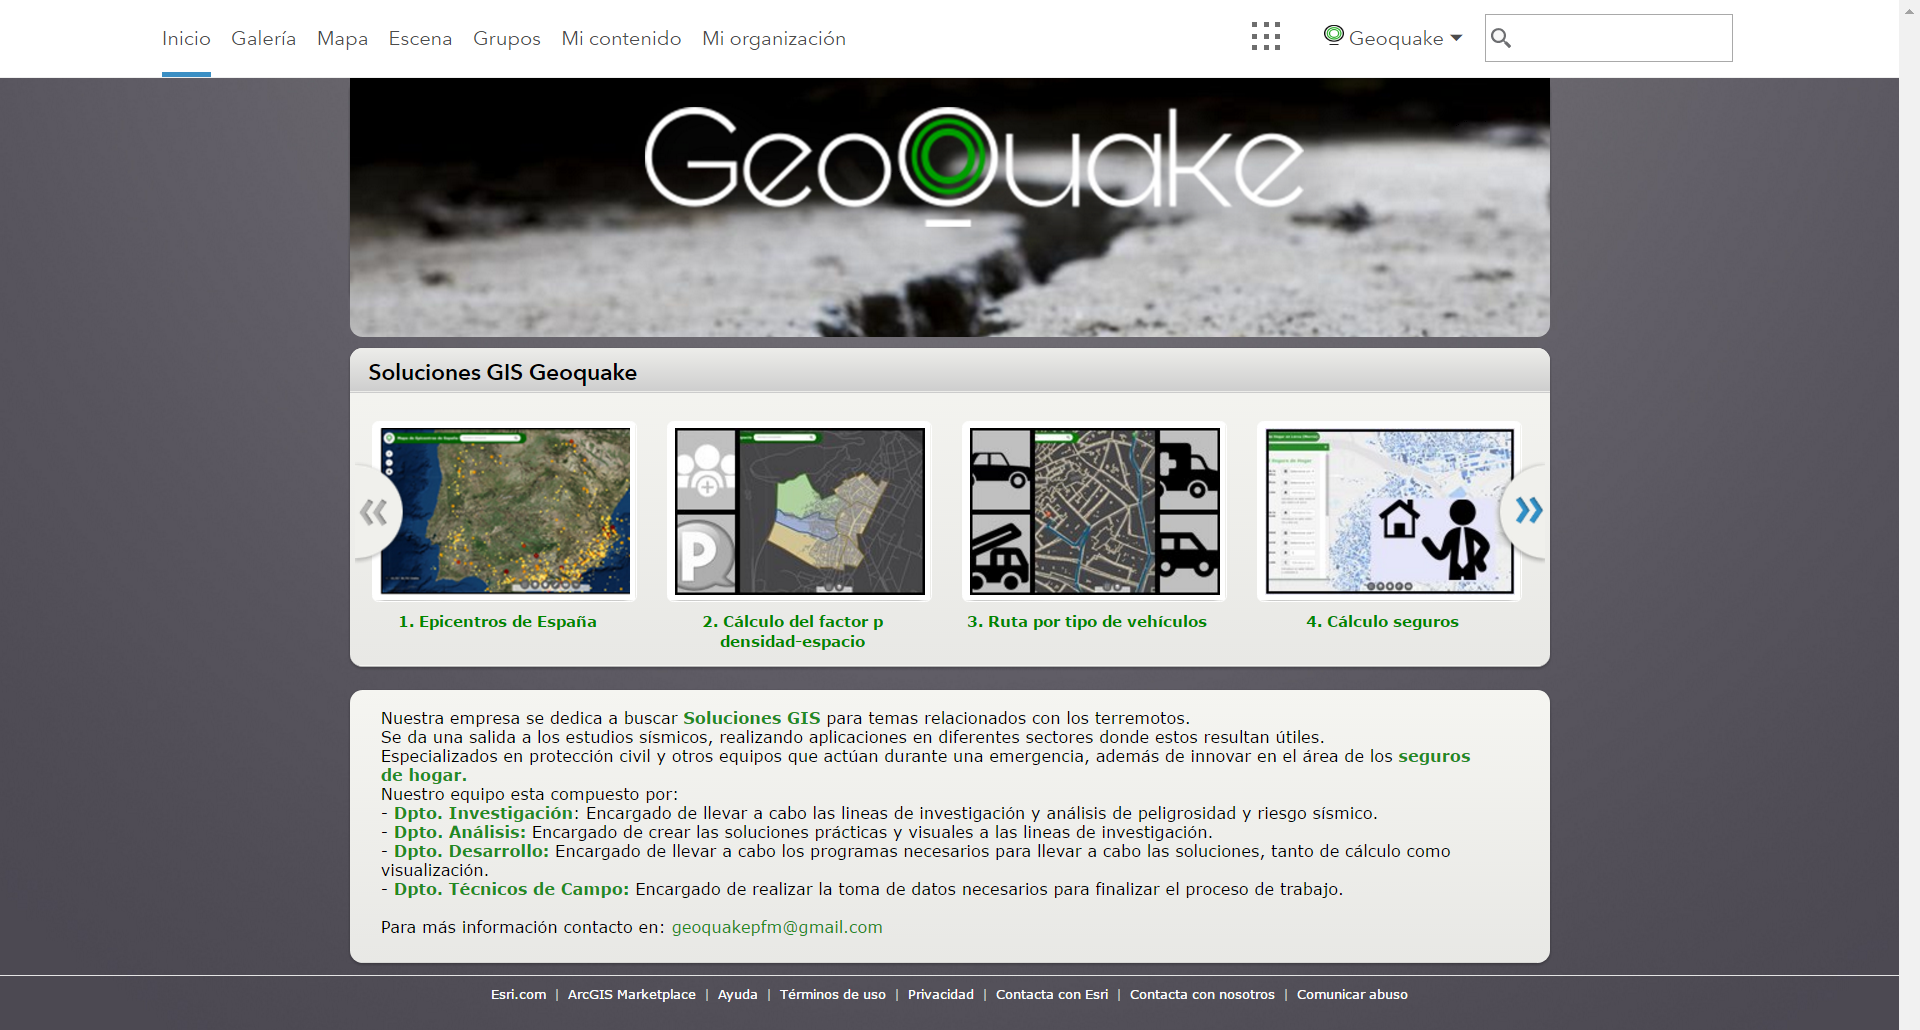 Inicio Galería Mapa Escena Grupos Mi contenido Mi organización Geoquake
GeoQuake
Soluciones GIS Geoquake
Mapa de Epicentros de España
P
1. Epicentros de España
2. Cálculo del factor p
densidad-espacio
3. Ruta por tipo de vehículos
4. Cálculo seguros
Nuestra empresa se dedica a buscar Soluciones GIS para temas relacionados con los terremotos.
Se da una salida a los estudios sísmicos, realizando aplicaciones en diferentes sectores donde estos resultan útiles.
Especializados en protección civil y otros equipos que actúan durante una emergencia, además de innovar en el área de los seguros
de hogar.
Nuestro equipo esta compuesto por:
- Dpto. Investigación: Encargado de llevar a cabo las lineas de investigación y análisis de peligrosidad y riesgo sísmico.
- Dpto. Análisis: Encargado de crear las soluciones prácticas y visuales a las lineas de investigación.
- Dpto. Desarrollo: Encargado de llevar a cabo los programas necesarios para llevar a cabo las soluciones, tanto de cálculo como
visualización.
- Dpto. Técnicos de Campo: Encargado de realizar la toma de datos necesarios para finalizar el proceso de trabajo.
Para más información contacto en: geoquakepfm@gmail.com
Esri.com | ArcGIS Marketplace | Ayuda | Términos de uso | Privacidad | Contacta con Esri | Contacta con nosotros | Comunicar abuso